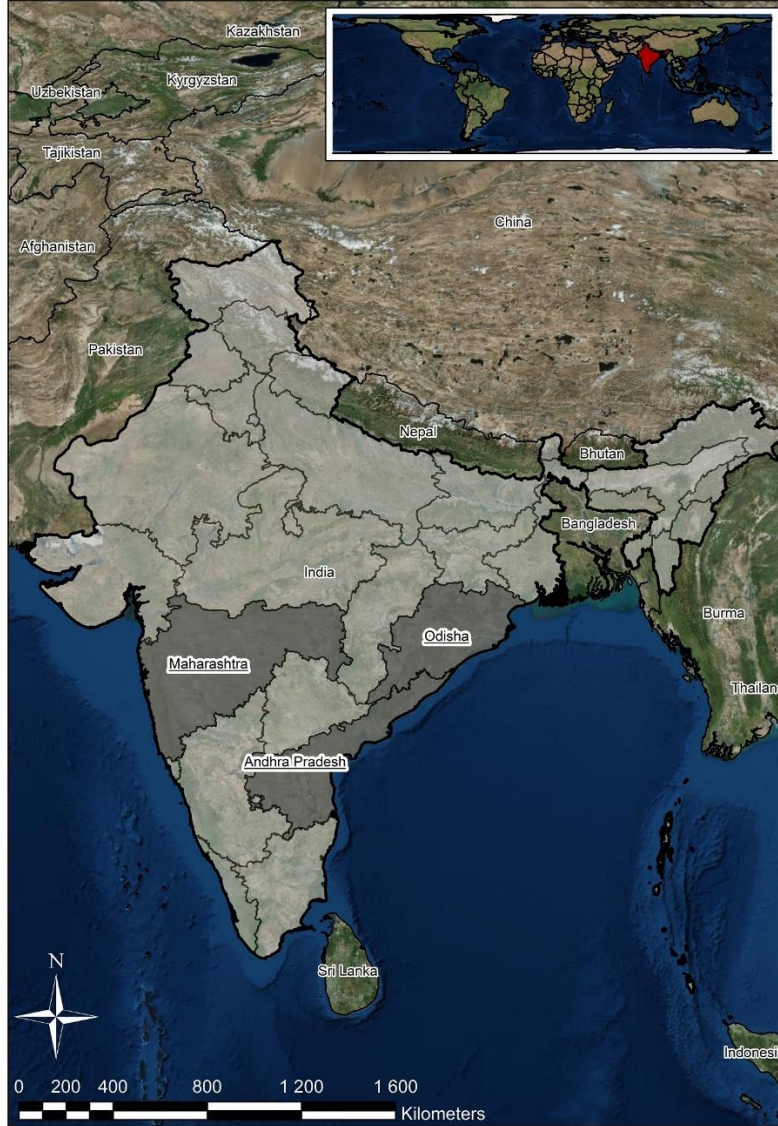 Kazakhstan
Kyrgyzstan
Uzbekistan
Tajikistan
China
Afghanistan
Pakistan
Nepal
Bhutan
Bangladesh
India
Burma
Odisha
Maharashtra
Thailan
Andhra Pradesh
Sri Lanka
N
Indonesi
0 200 400 800 1 200 1 600
Kilometers